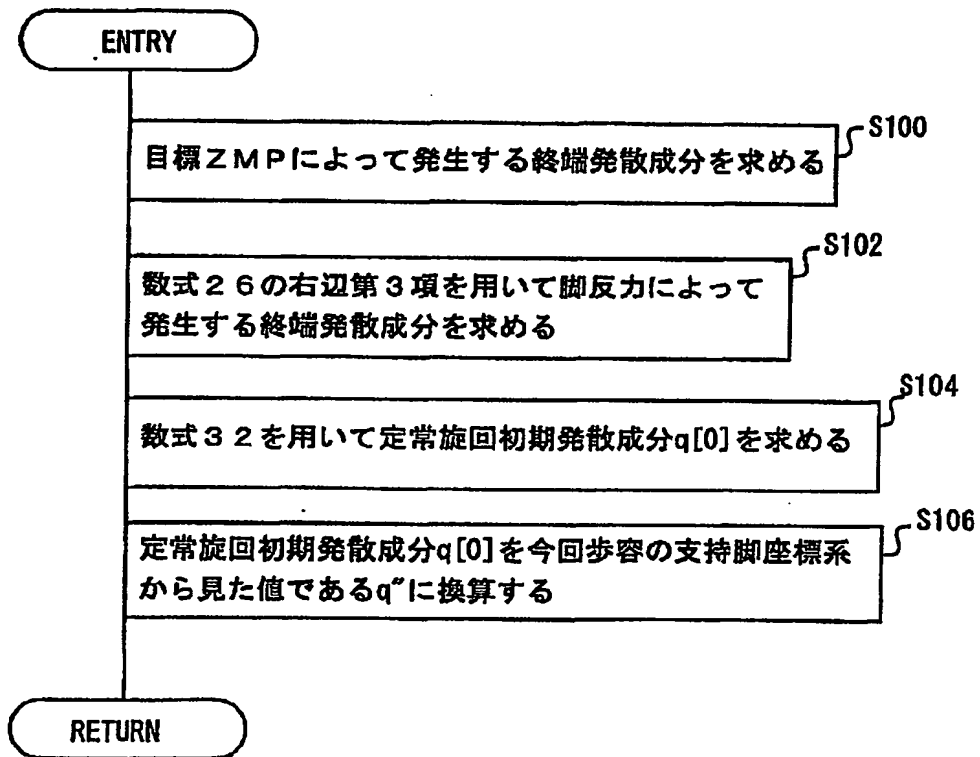 ENTRY
S100
目標ZMPによって発生する終端発散成分を求める
S102
数式26の右辺第3項を用いて脚反力によって
発生する終端発散成分を求める
S104
数式32を用いて定常旋回初期発散成分q[0]を求める
S106
定常旋回初期発散成分q[0]を今回歩容の支持脚座標系
から見た値であるq"に換算する
RETURN